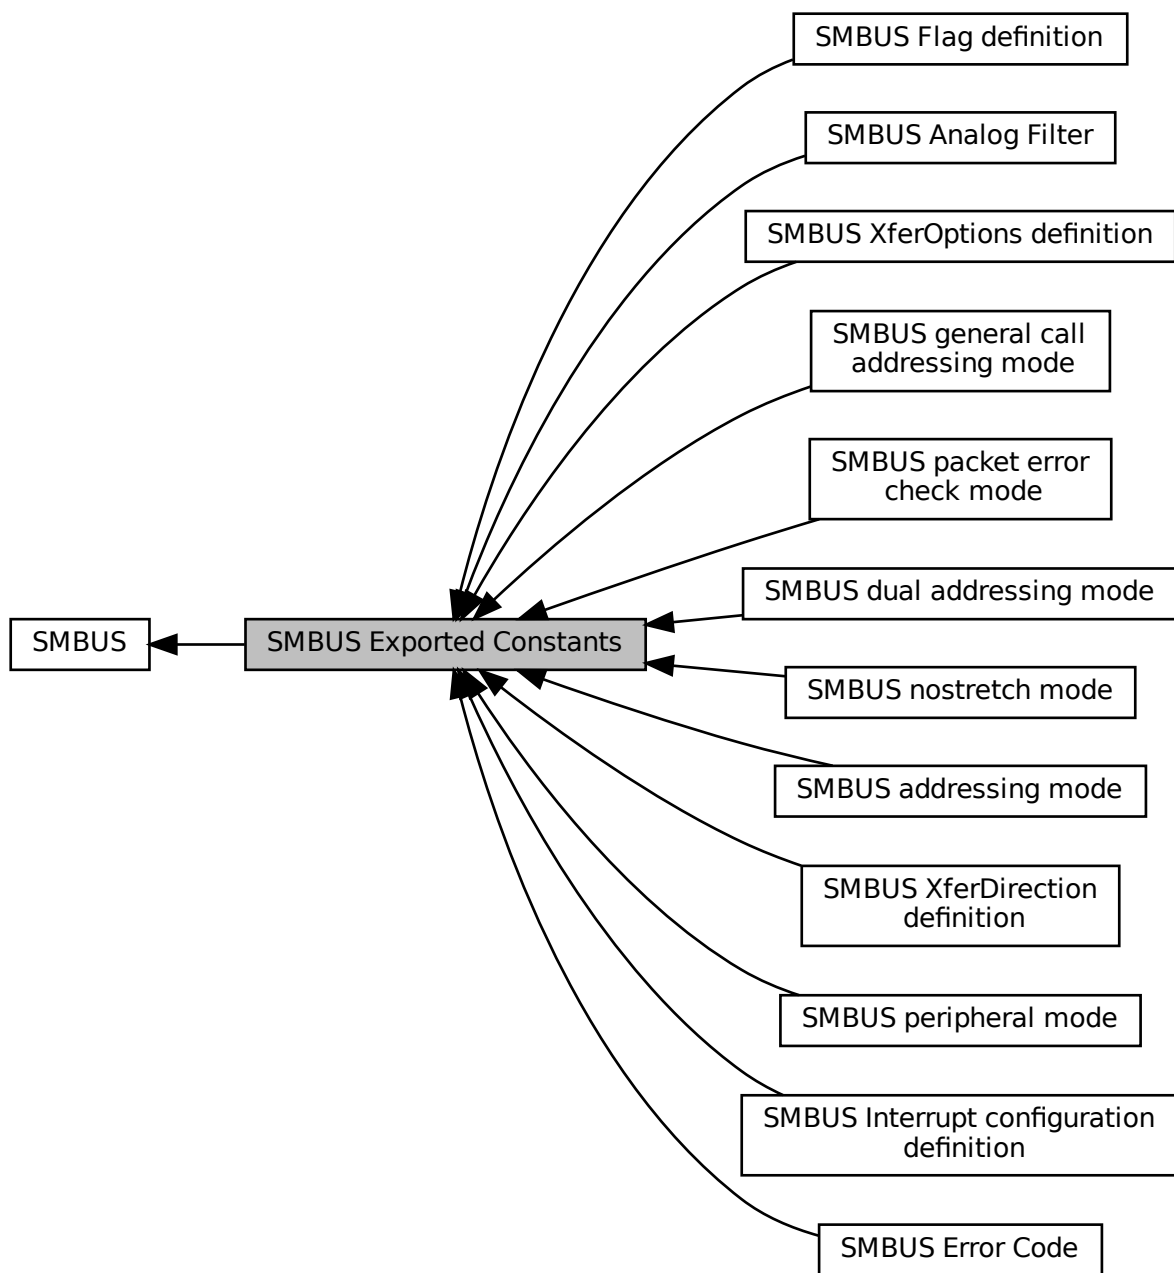 SMBUS Flag definition
SMBUS Analog Filter
SMBUS XferOptions definition
SMBUS general call
addressing mode
SMBUS packet error
check mode
SMBUS dual addressing mode
SMBUS
SMBUS Exported Constants
SMBUS nostretch mode
SMBUS addressing mode
SMBUS XferDirection
definition
SMBUS peripheral mode
SMBUS Interrupt configuration
definition
SMBUS Error Code